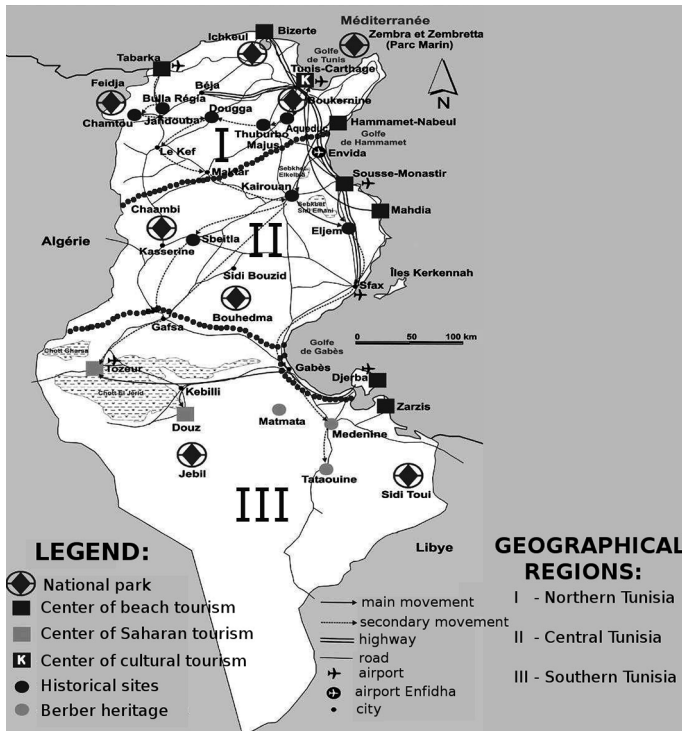 Méditerranée
Ichkeul
Bizerte
Zembra et Zembretta
(Parc Marin)
Golfe
de Tunis
Tabarka
Tunis-Carthage
K
Feidja
Béja
Bulla Régia
Dougga
Boukernine
N
Chamtou
Jandouba
Thuburbo
Majus
Aqueduc
Hammamet-Nabeul
Golfe
de Hammamet
I
Le Kef
Envida
Maktar
Sebkhet
Elkelbia
Sousse-Monastir
Kairouan
Sebkhet
Sidi Elhani
Mahdia
Chaambi
II
Algérie
Sbeitla
Eljem
Kasserine
Sidi Bouzid
Îles Kerkennah
Sfax
Bouhedma
Gafsa
0 50 100 km
Golfe
de Gabès
Chott Gharsa
Tozeur
Gabès
Djerba
Chott El Jerid
Kebilli
Zarzis
Douz
Matmata
Medenine
Jebil
Tataouine
Sidi Toui
III
Libye
LEGEND:
National park
Center of beach tourism
Center of Saharan tourism
K Center of cultural tourism
Historical sites
Berber heritage
main movement
secondary movement
highway
road
airport
airport Enfidha
city
GEOGRAPHICAL
REGIONS:
I - Northern Tunisia
II - Central Tunisia
III - Southern Tunisia